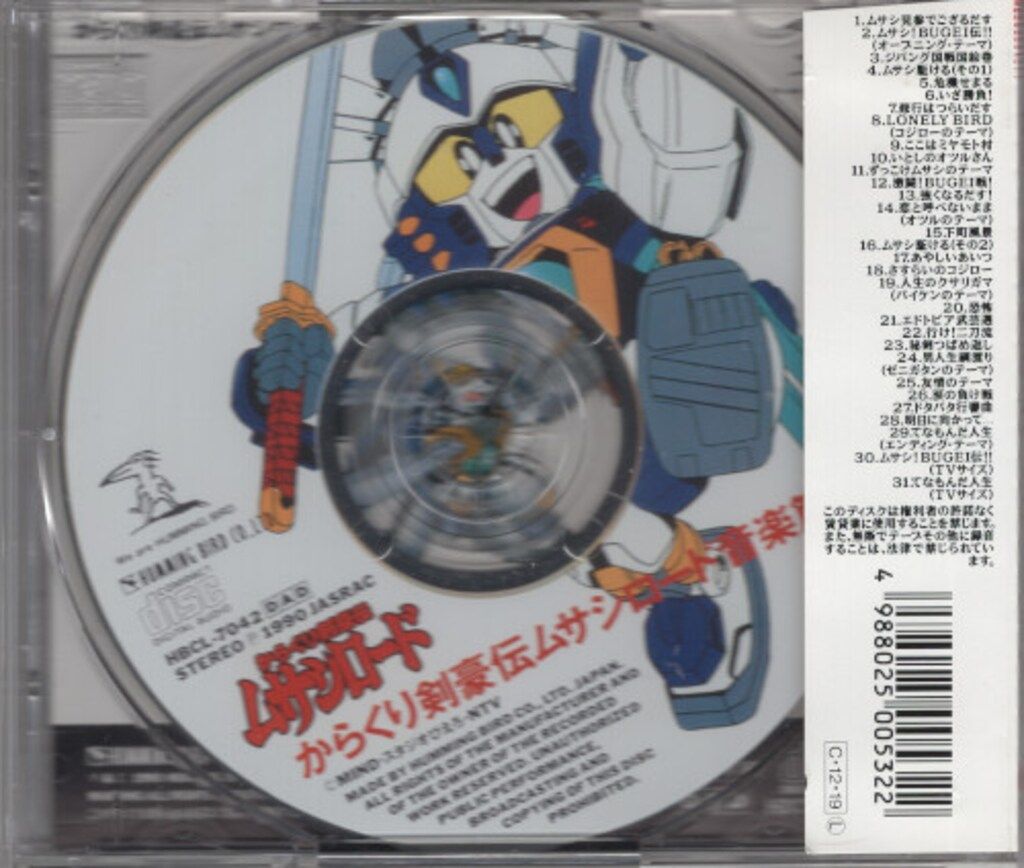 1.ムサシ見参でござるだす
2.ムサシ!BUGEI伝!!
(オープニング・テーマ)
3.ジパング国戦国絵巻
4.ムサシ駆ける(その1)
5.危機せまる
6.いざ勝負!
7.修行はつらいだす
8.LONELY BIRD
(コジローのテーマ)
9.ここはミヤモト村
10.いとしのオツルさん
11.ずっこけムサシのテーマ
12.激闘!BUGEI戦!
13.強くなるだす!
14.恋と呼べないまま
(オツルのテーマ)
15.下町風景
16.ムサシ駆ける(その2)
17.あやしいあいつ
18.さすらいのコジロー
19.人生のクサリガマ
(バイケンのテーマ)
20.恐怖
21.エドトピア武芸選
22.行け!二刀流
23.秘剣つばめ返し
24.男人生綱渡り
(ゼニガタンのテーマ)
25.友情のテーマ
26.涙の負け戦
27.ドタバタ行進曲
28.明日に向かって
29.てなもんだ人生
(エンディング・テーマ)
30.ムサシ!BUGEI伝!!
(TVサイズ)
31.てなもんだ人生
(TVサイズ)
このディスクは権利者の許諾なく
賃貸業に使用することを禁じます。
また、無断でテープその他に録音
することは、法律で禁じられてい
ます。
4 988025 005322
C・12・19 Ⓛ
We are HUMMING BIRD
HUMMING BIRD CO.,L
COMPACT
disc
DIGITAL AUDIO
HBCL-7042 DAD
STEREO ℗ 1990 JASRAC
ムサシロード
からくり剣豪伝ムサシロード 音楽
©MIND・スタジオぴえろ・NTV
MADE BY HUMMING BIRD CO., LTD. JAPAN.
ALL RIGHTS OF THE MANUFACTURER AND
OF THE OWNER OF THE RECORDED
WORK RESERVED. UNAUTHORIZED
PUBLIC PERFORMANCE,
BROADCASTING AND
COPYING OF THIS DISC
PROHIBITED.